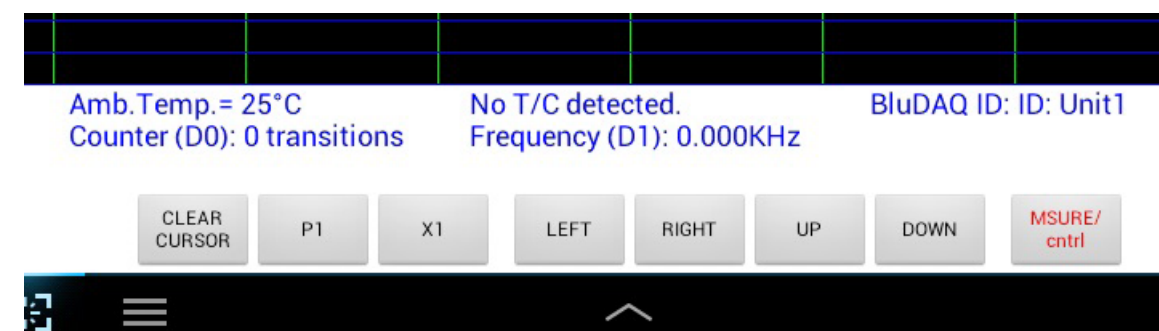 Amb.Temp.= 25°C No T/C detected. BluDAQ ID: ID: Unit1
Counter (D0): 0 transitions Frequency (D1): 0.000KHz
CLEAR CURSOR P1 X1 LEFT RIGHT UP DOWN MSURE/ cntrl